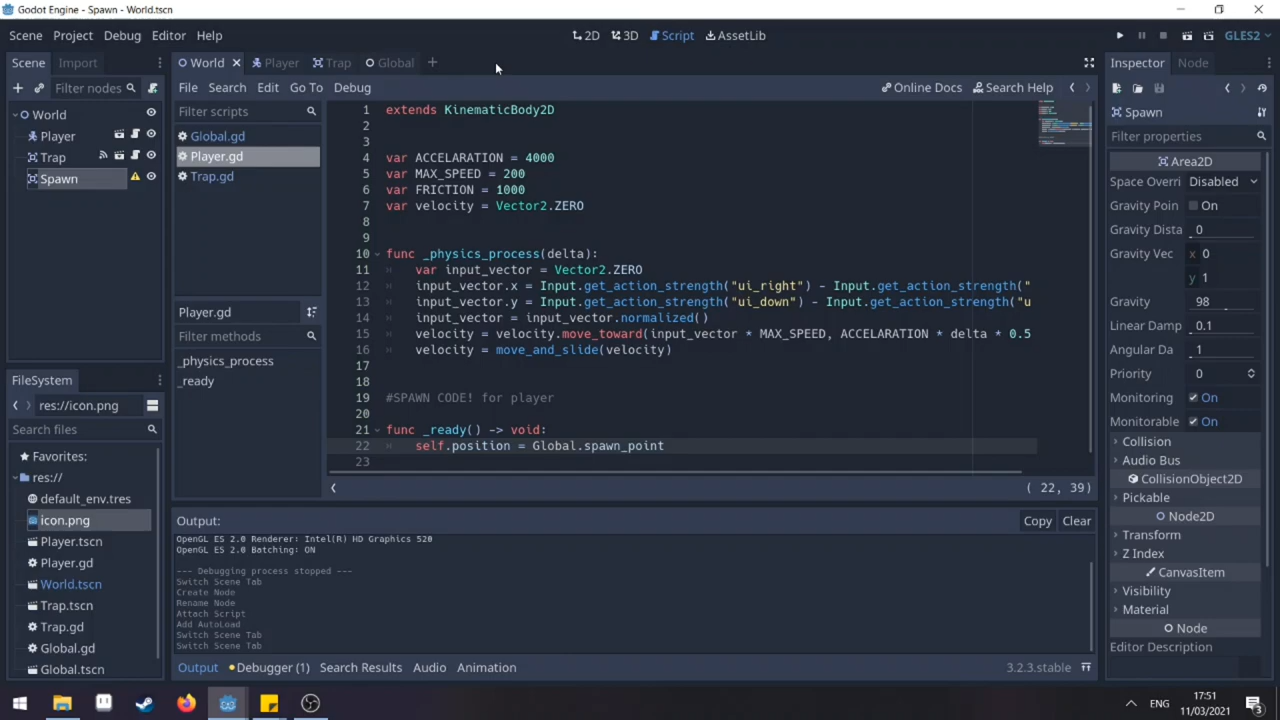 Godot Engine - Spawn - World.tscn
Scene Project Debug Editor Help
2D 3D Script AssetLib
GLES2
Scene Import
Filter nodes
World
Player
Trap
Spawn
FileSystem
res://icon.png
Search files
Favorites:
res://
default_env.tres
icon.png
Player.tscn
Player.gd
World.tscn
Trap.tscn
Trap.gd
Global.gd
Global.tscn
World Player Trap Global
File Search Edit Go To Debug
Online Docs Search Help
Filter scripts
Global.gd
Player.gd
Trap.gd
Player.gd
Filter methods
_physics_process
_ready
1 extends KinematicBody2D
2
3
4 var ACCELARATION = 4000
5 var MAX_SPEED = 200
6 var FRICTION = 1000
7 var velocity = Vector2.ZERO
8
9
10 func _physics_process(delta):
11 var input_vector = Vector2.ZERO
12 input_vector.x = Input.get_action_strength("ui_right") - Input.get_action_strength("
13 input_vector.y = Input.get_action_strength("ui_down") - Input.get_action_strength("u
14 input_vector = input_vector.normalized()
15 velocity = velocity.move_toward(input_vector * MAX_SPEED, ACCELARATION * delta * 0.5
16 velocity = move_and_slide(velocity)
17
18
19 #SPAWN CODE! for player
20
21 func _ready() -> void:
22 self.position = Global.spawn_point
23
( 22, 39)
Output:
Copy Clear
OpenGL ES 2.0 Renderer: Intel(R) HD Graphics 520
OpenGL ES 2.0 Batching: ON
--- Debugging process stopped ---
Switch Scene Tab
Create Node
Rename Node
Attach Script
Add AutoLoad
Switch Scene Tab
Switch Scene Tab
Output Debugger (1) Search Results Audio Animation
3.2.3.stable
Inspector Node
Spawn
Filter properties
Area2D
Space Overri Disabled
Gravity Poin On
Gravity Dista 0
Gravity Vec x 0
y 1
Gravity 98
Linear Damp 0.1
Angular Da 1
Priority 0
Monitoring On
Monitorable On
Collision
Audio Bus
CollisionObject2D
Pickable
Node2D
Transform
Z Index
CanvasItem
Visibility
Material
Node
Editor Description
ENG
17:51
11/03/2021
3